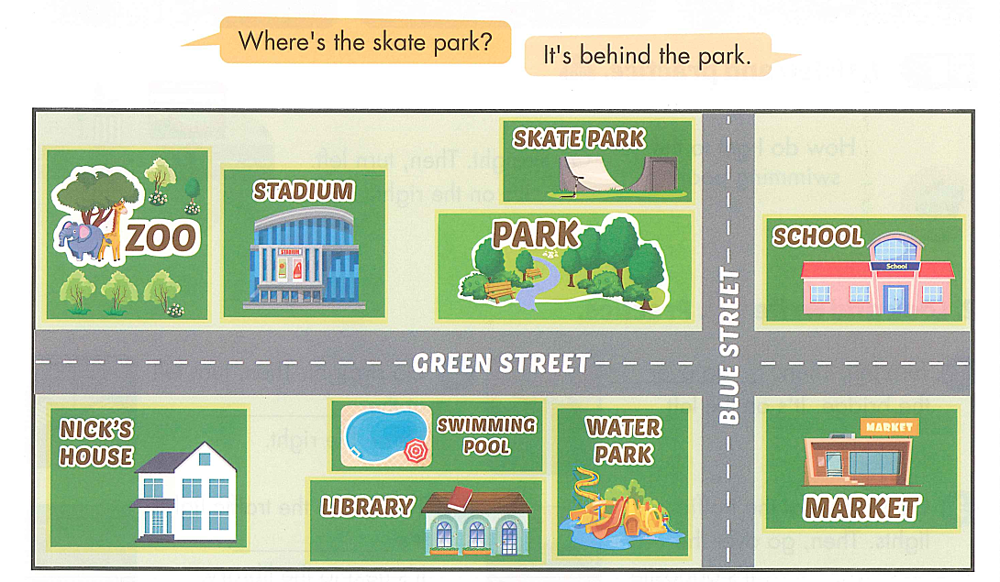 Where's the skate park?
It's behind the park.
SKATE PARK
ZOO
STADIUM
STADIUM
PARK
SCHOOL
School
GREEN STREET
BLUE STREET
NICK'S
HOUSE
SWIMMING
POOL
WATER
PARK
LIBRARY
MARKET
MARKET